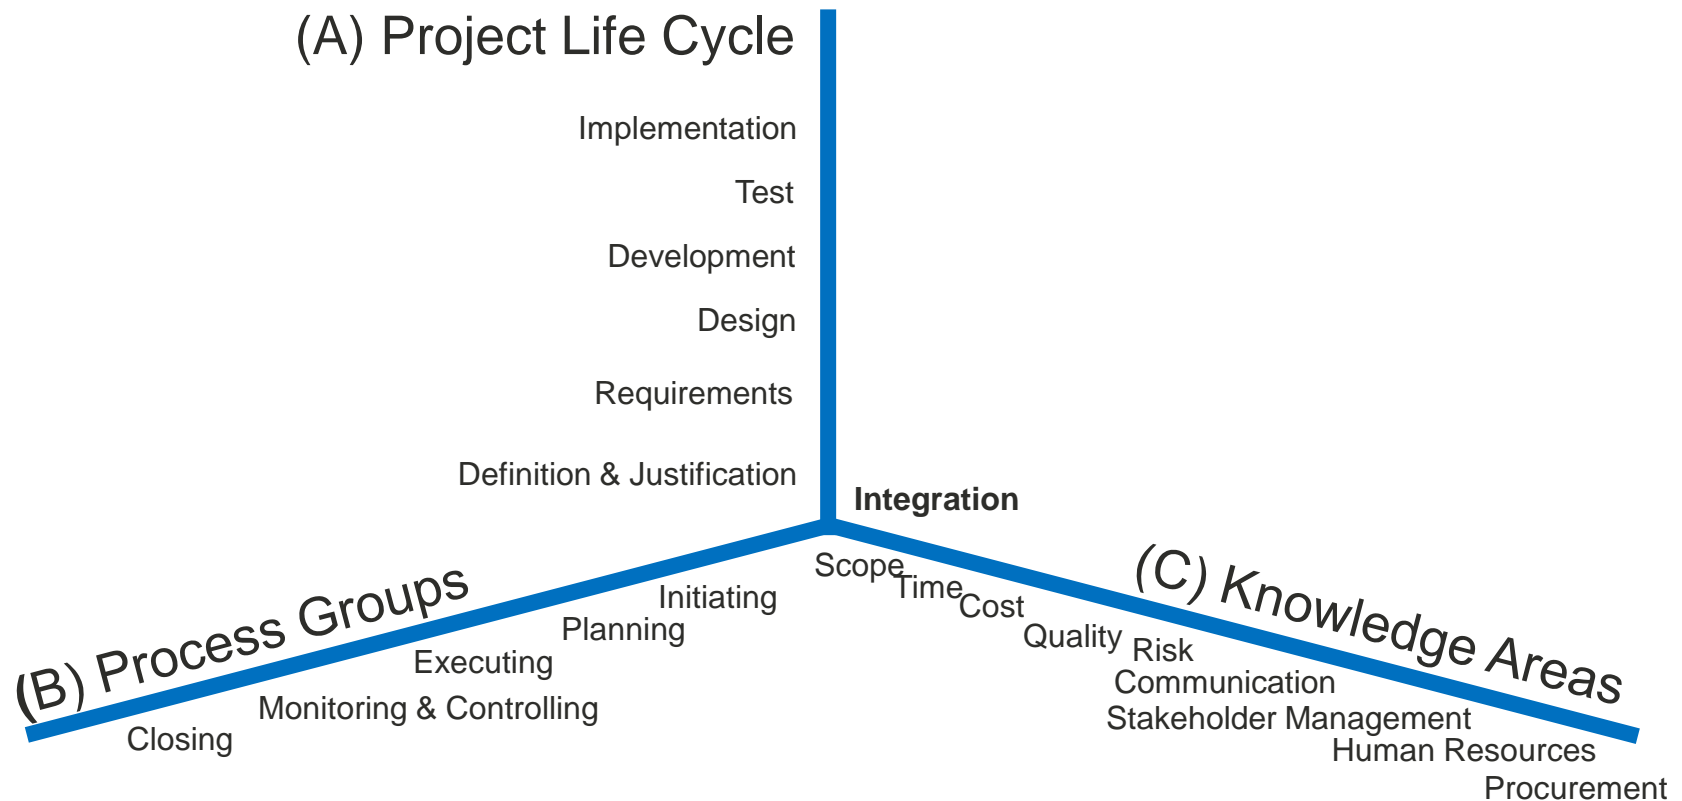 (A) Project Life Cycle
Implementation
Test
Development
Design
Requirements
Definition & Justification
Integration
(B) Process Groups
Initiating
Planning
Executing
Monitoring & Controlling
Closing
(C) Knowledge Areas
Scope
Time
Cost
Quality
Risk
Communication
Stakeholder Management
Human Resources
Procurement